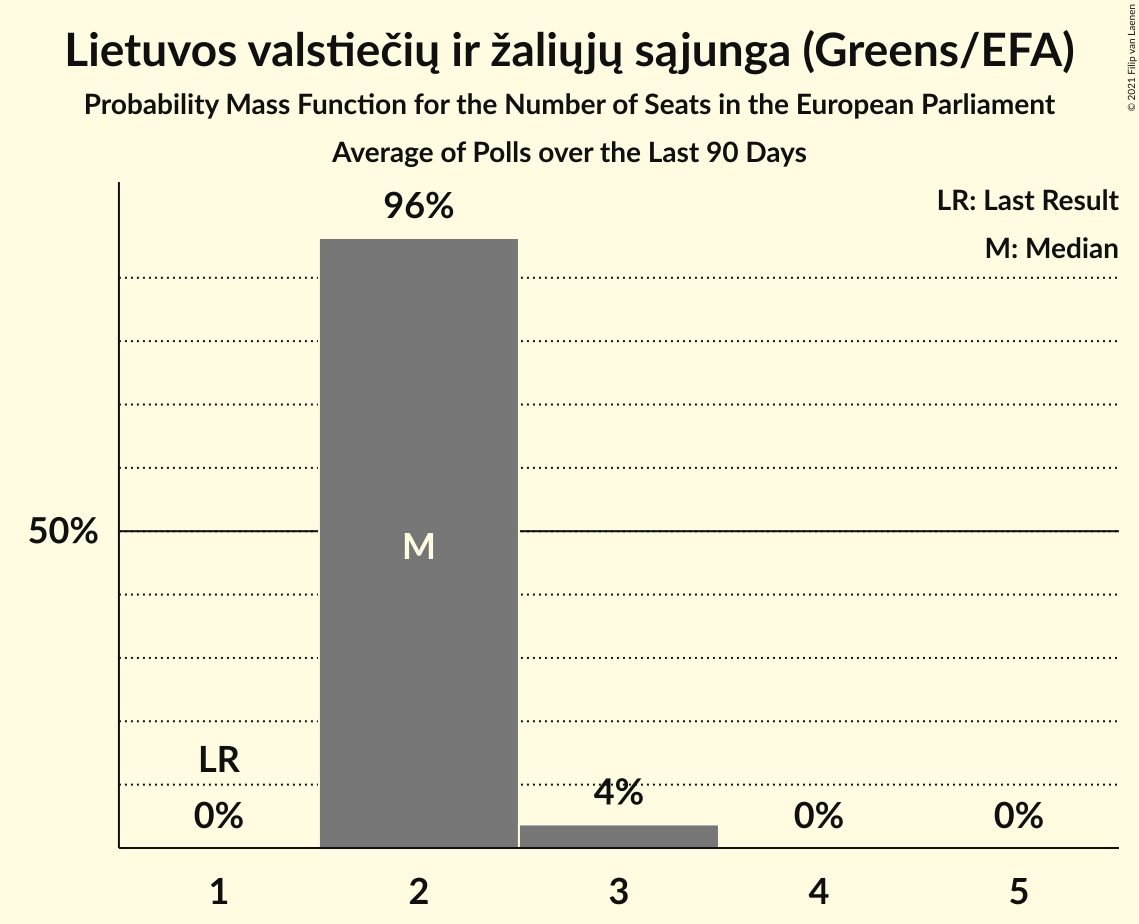 Lietuvos valstiečių ir žaliųjų sąjunga (Greens/EFA)
Probability Mass Function for the Number of Seats in the European Parliament
Average of Polls over the Last 90 Days
© 2021 Filip van Laenen
LR: Last Result
M: Median
96%
50%
M
LR
0%
4%
0%
0%
1
2
3
4
5